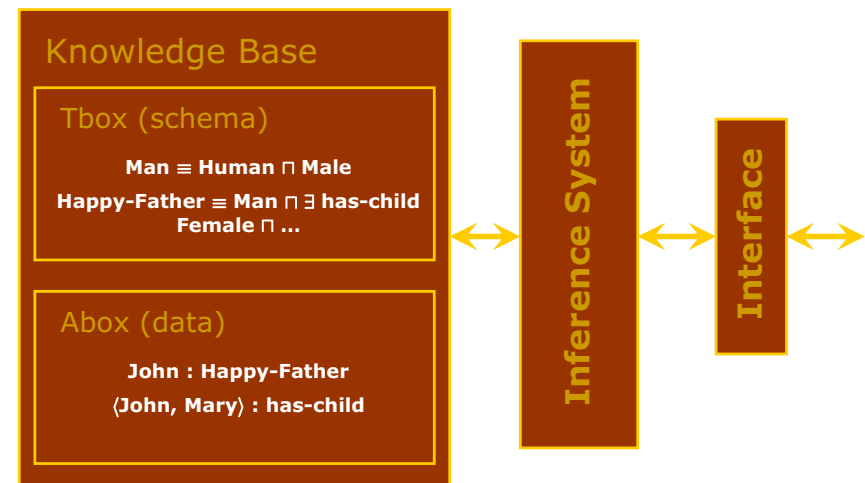 Knowledge Base
Tbox (schema)
Man ≡ Human ⊓ Male
Happy-Father ≡ Man ⊓ ∃ has-child
Female ⊓ ...
Abox (data)
John : Happy-Father
⟨John, Mary⟩ : has-child
Inference System
Interface